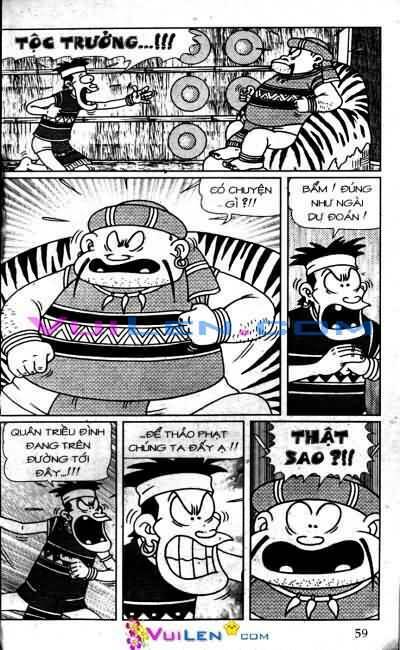 TỘC TRƯỞNG...!!!
CÓ CHUYỆN
GÌ ?!!
BẨM ! ĐÚNG
NHƯ NGÀI
DỰ ĐOÁN !
VUILEN.COM
QUÂN TRIỀU ĐÌNH
ĐANG TRÊN
ĐƯỜNG TỚI
ĐÂY...!!!
..ĐỂ THẢO PHẠT
CHÚNG TA ĐẤY Ạ !!
THẬT
SAO ?!!
59
VUILEN.COM